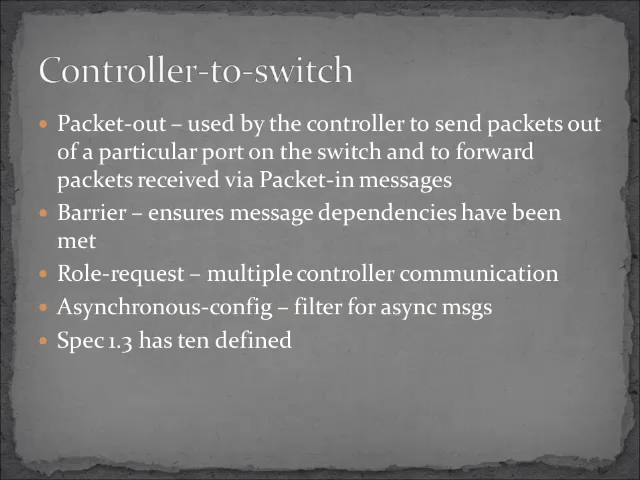 Controller-to-switch
• Packet-out – used by the controller to send packets out
of a particular port on the switch and to forward
packets received via Packet-in messages
• Barrier – ensures message dependencies have been
met
• Role-request – multiple controller communication
• Asynchronous-config – filter for async msgs
• Spec 1.3 has ten defined